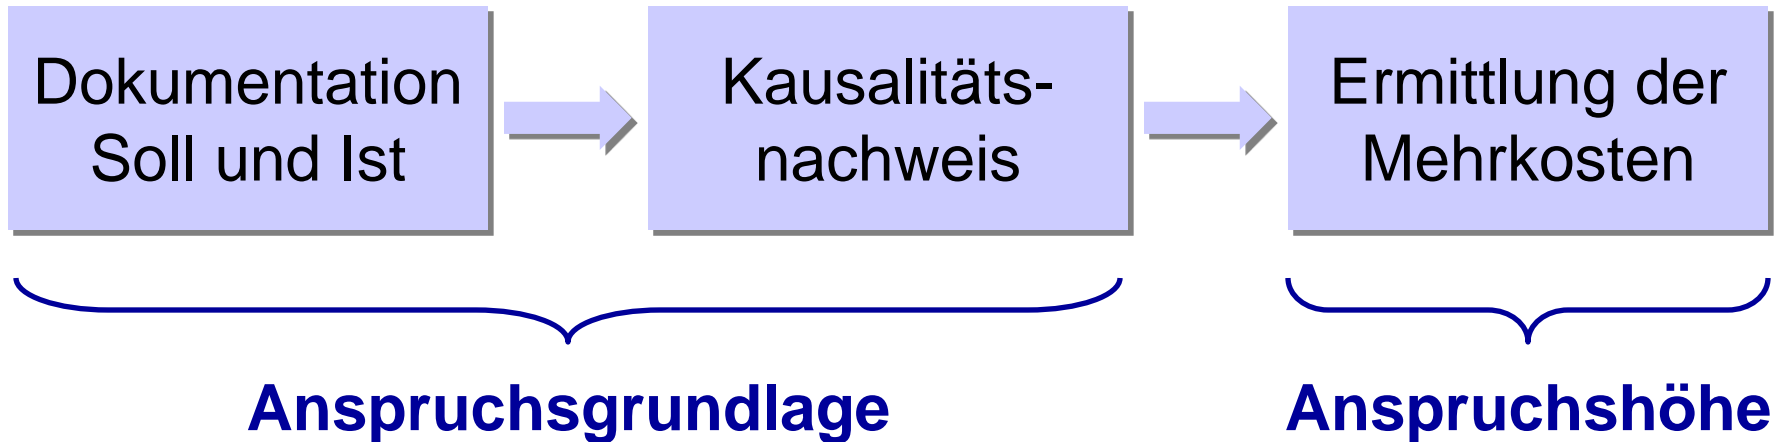 Dokumentation
Soll und Ist
Kausalitäts-
nachweis
Ermittlung der
Mehrkosten
Anspruchsgrundlage
Anspruchshöhe